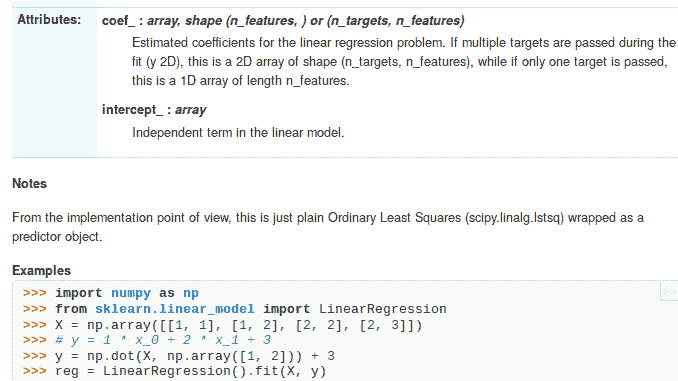 Attributes: coef_ : array, shape (n_features, ) or (n_targets, n_features)
Estimated coefficients for the linear regression problem. If multiple targets are passed during the
fit (y 2D), this is a 2D array of shape (n_targets, n_features), while if only one target is passed,
this is a 1D array of length n_features.
intercept_ : array
Independent term in the linear model.
Notes
From the implementation point of view, this is just plain Ordinary Least Squares (scipy.linalg.lstsq) wrapped as a
predictor object.
Examples
>>>
>>> import numpy as np
>>> from sklearn.linear_model import LinearRegression
>>> X = np.array([[1, 1], [1, 2], [2, 2], [2, 3]])
>>> # y = 1 * x_0 + 2 * x_1 + 3
>>> y = np.dot(X, np.array([1, 2])) + 3
>>> reg = LinearRegression().fit(X, y)